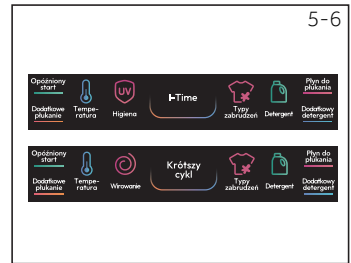 5-6
Opóźniony
start
Dodatkowe
płukanie
Tempe-
ratura
UV
Higiena
I-Time
Typy
zabrudzeń
Detergent
Płyn do
płukania
Dodatkowy
detergent
Opóźniony
start
Dodatkowe
płukanie
Tempe-
ratura
Wirowanie
Krótszy
cykl
Typy
zabrudzeń
Detergent
Płyn do
płukania
Dodatkowy
detergent